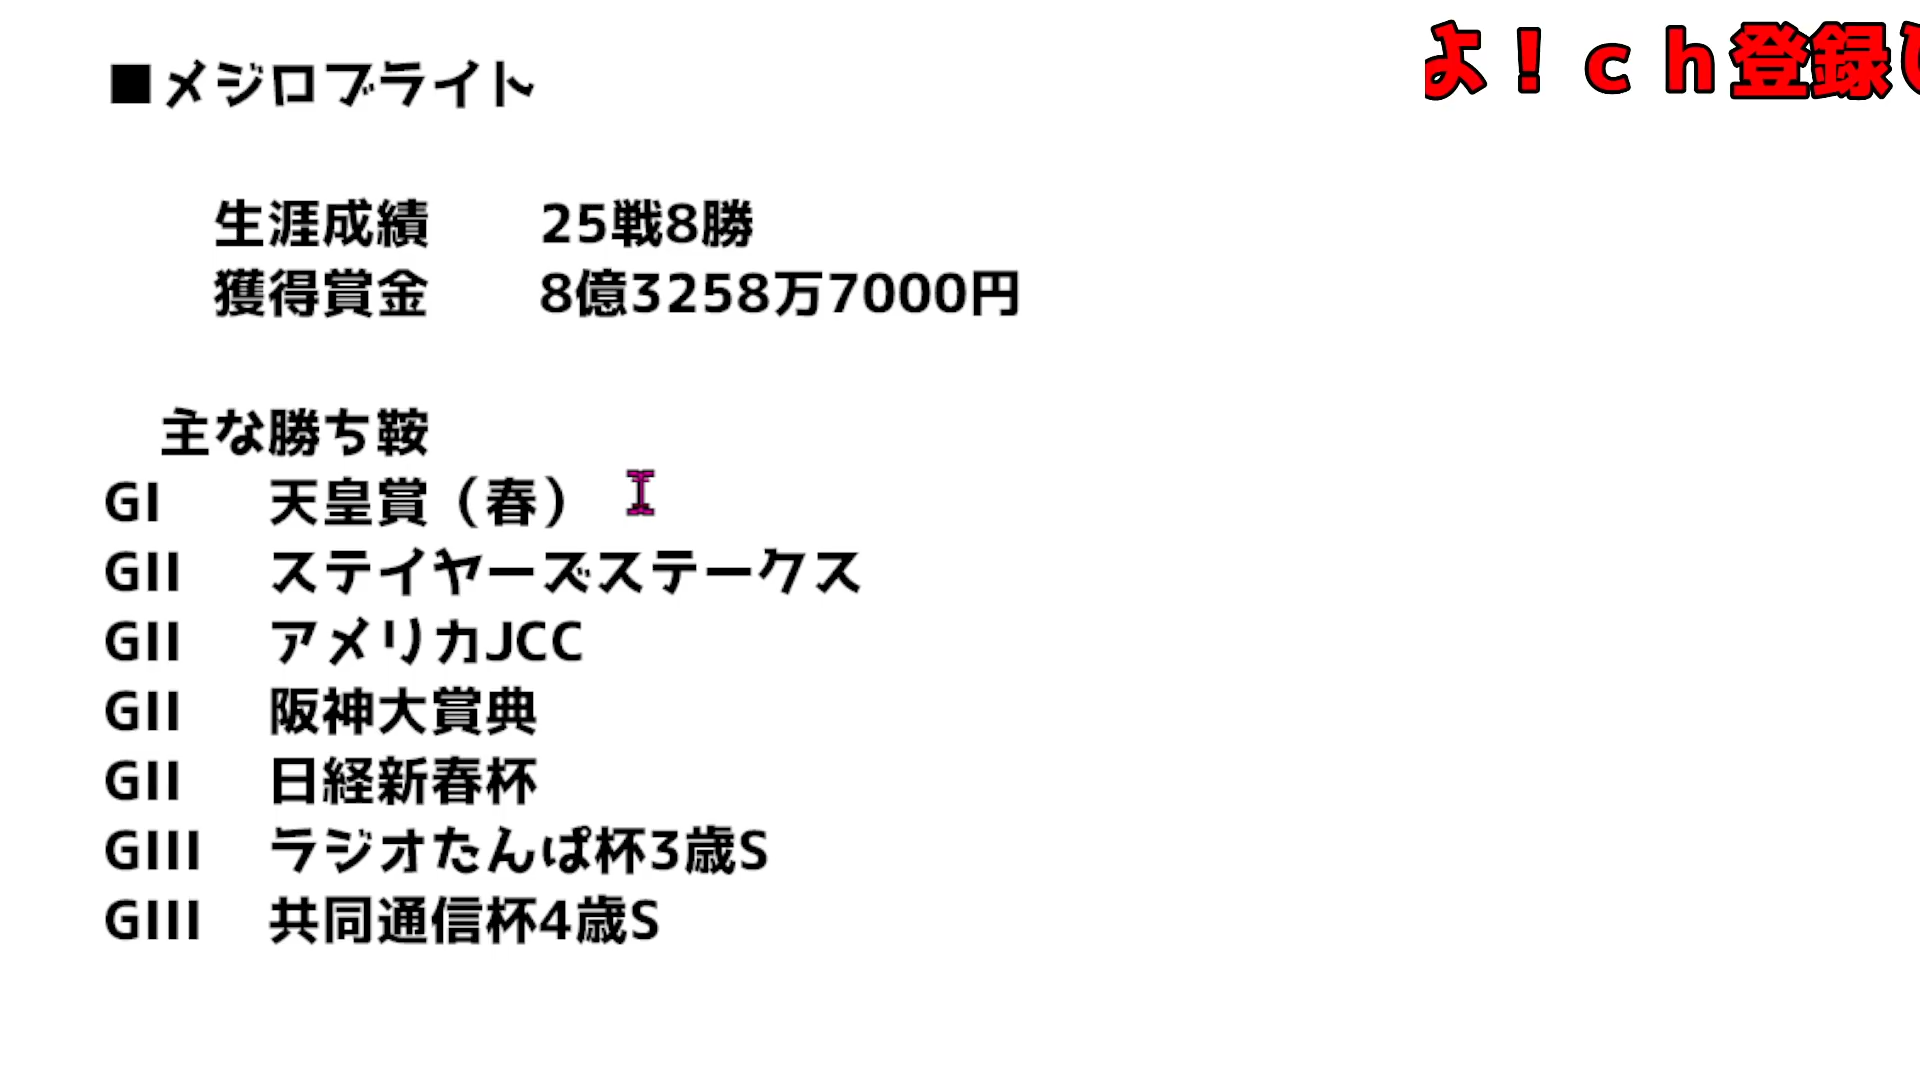 よ！ｃｈ登録し
■メジロブライト
生涯成績　　25戦8勝
獲得賞金　　8億3258万7000円
主な勝ち鞍
GI　　天皇賞（春）
GII　　ステイヤーズステークス
GII　　アメリカJCC
GII　　阪神大賞典
GII　　日経新春杯
GIII　　ラジオたんぱ杯3歳S
GIII　　共同通信杯4歳S